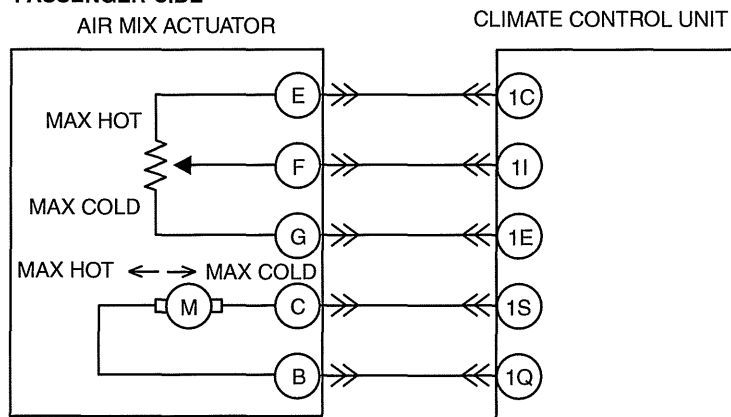 PASSENGER SIDE
AIR MIX ACTUATOR
CLIMATE CONTROL UNIT
E
1C
MAX HOT
F
1I
MAX COLD
G
1E
MAX HOT
MAX COLD
M
C
1S
B
1Q